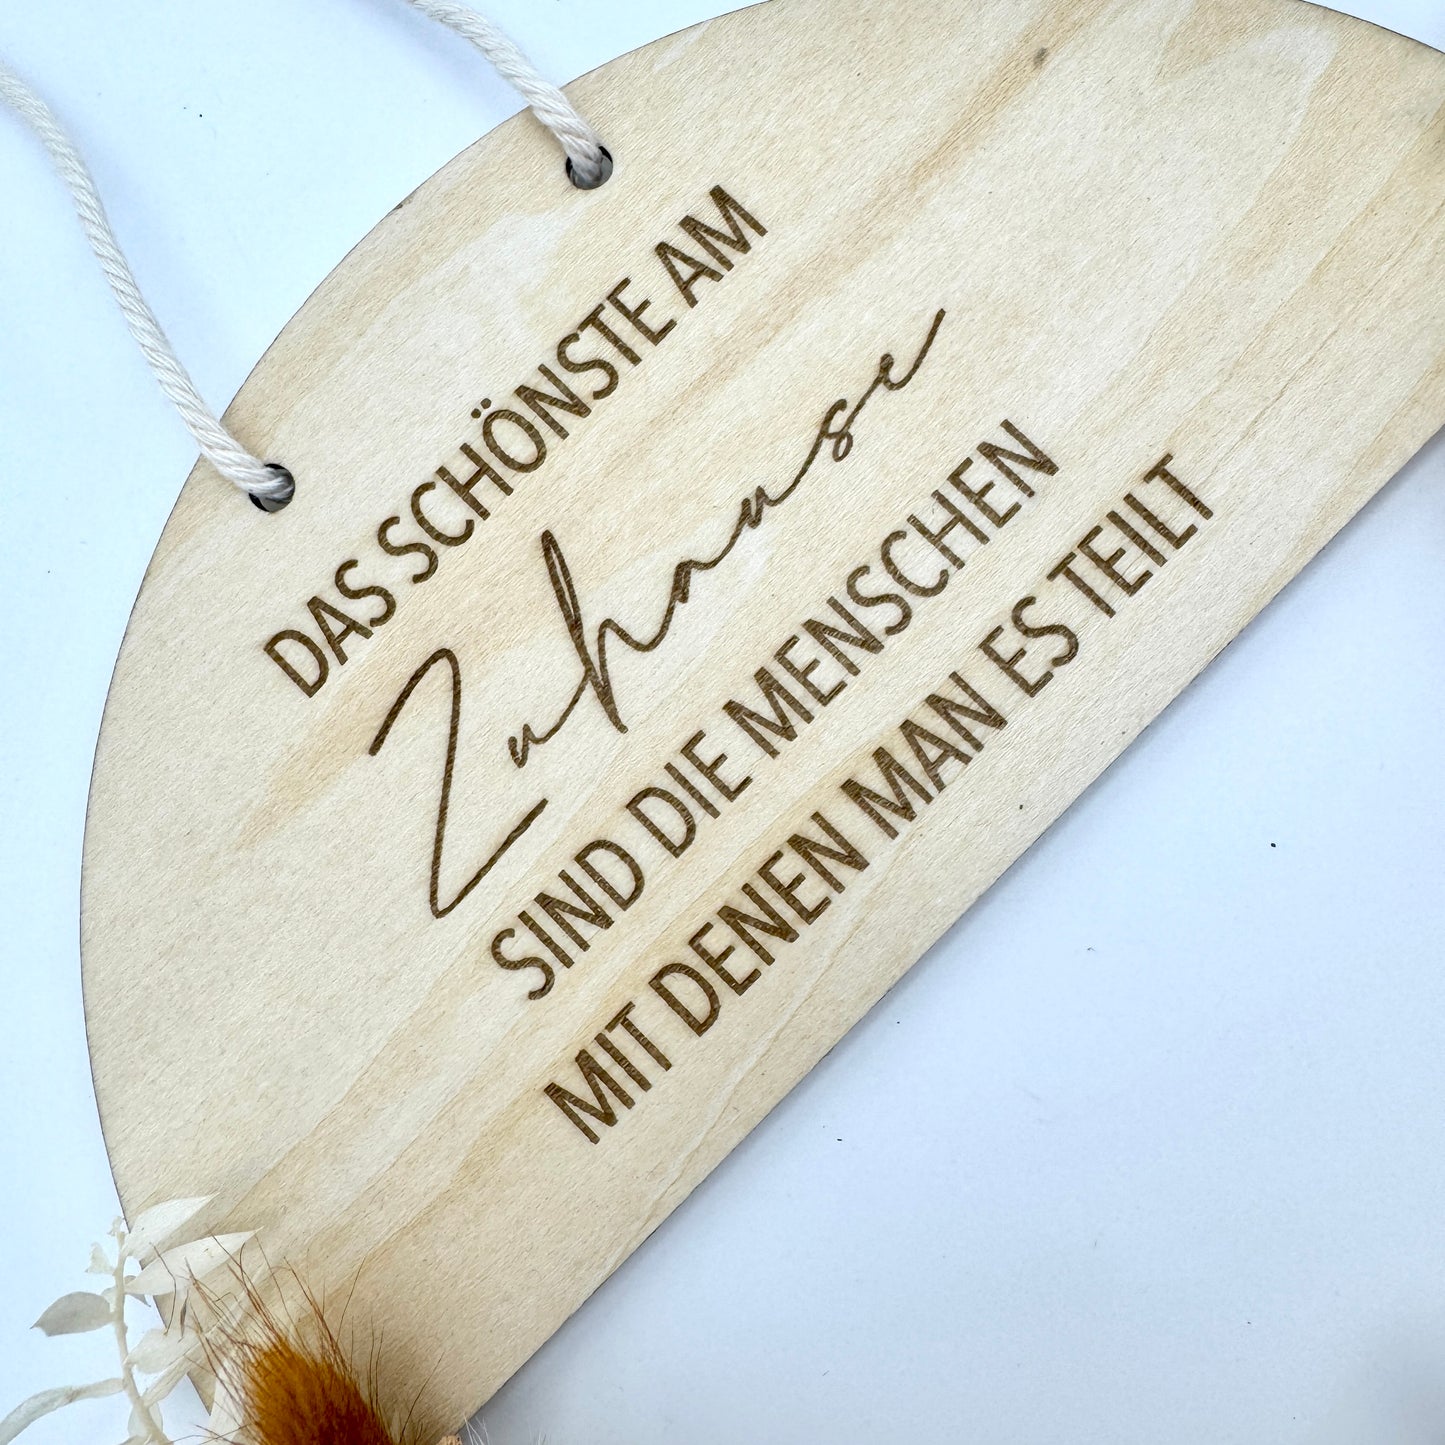 DAS SCHÖNSTE AM
Zuhause
SIND DIE MENSCHEN
MIT DENEN MAN ES TEILT